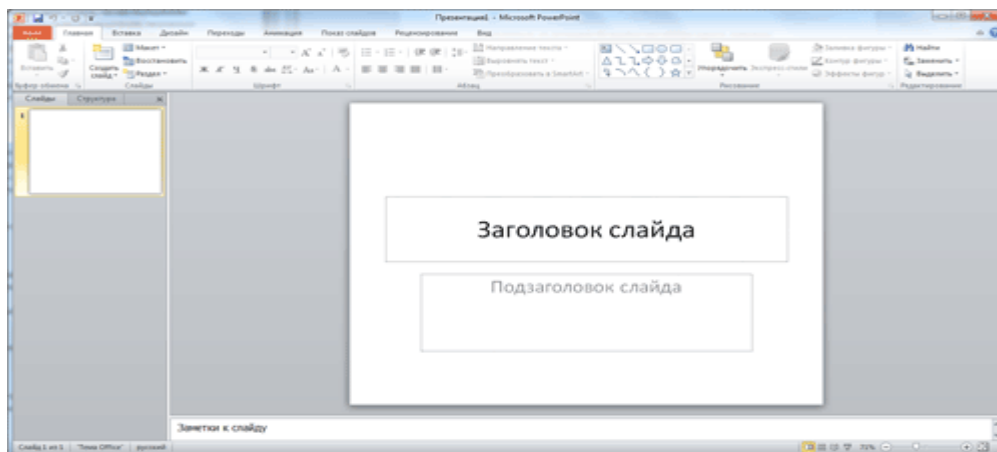 Презентация1 - Microsoft PowerPoint
Файл Главная Вставка Дизайн Переходы Анимация Показ слайдов Рецензирование Вид
Вставить
Создать слайд
Макет
Восстановить
Раздел
Направление текста
Выровнять текст
Преобразовать в SmartArt
Упорядочить
Экспресс-стили
Заливка фигуры
Контур фигуры
Эффекты фигур
Найти
Заменить
Выделить
Буфер обмена Слайды Шрифт Абзац Рисование Редактирование
Слайды Структура
1
Заголовок слайда
Подзаголовок слайда
Заметки к слайду
Слайд 1 из 1 "Тема Office" русский